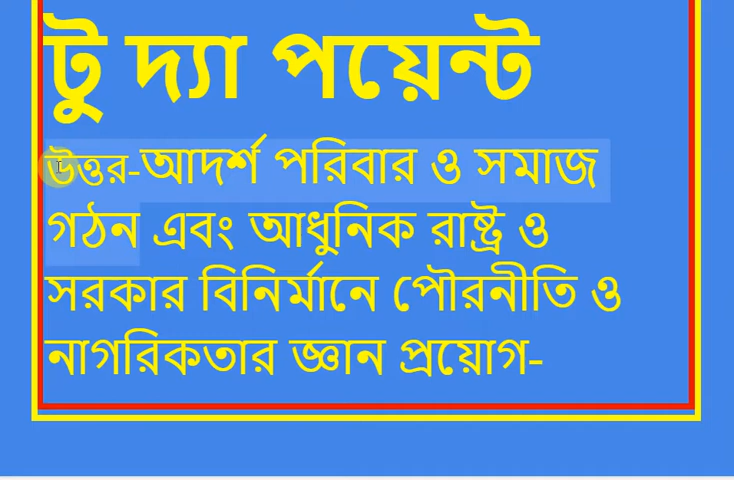 টু দ্যা পয়েন্ট
উত্তর-আদর্শ পরিবার ও সমাজ
গঠন এবং আধুনিক রাষ্ট্র ও
সরকার বিনির্মানে পৌরনীতি ও
নাগরিকতার জ্ঞান প্রয়োগ-